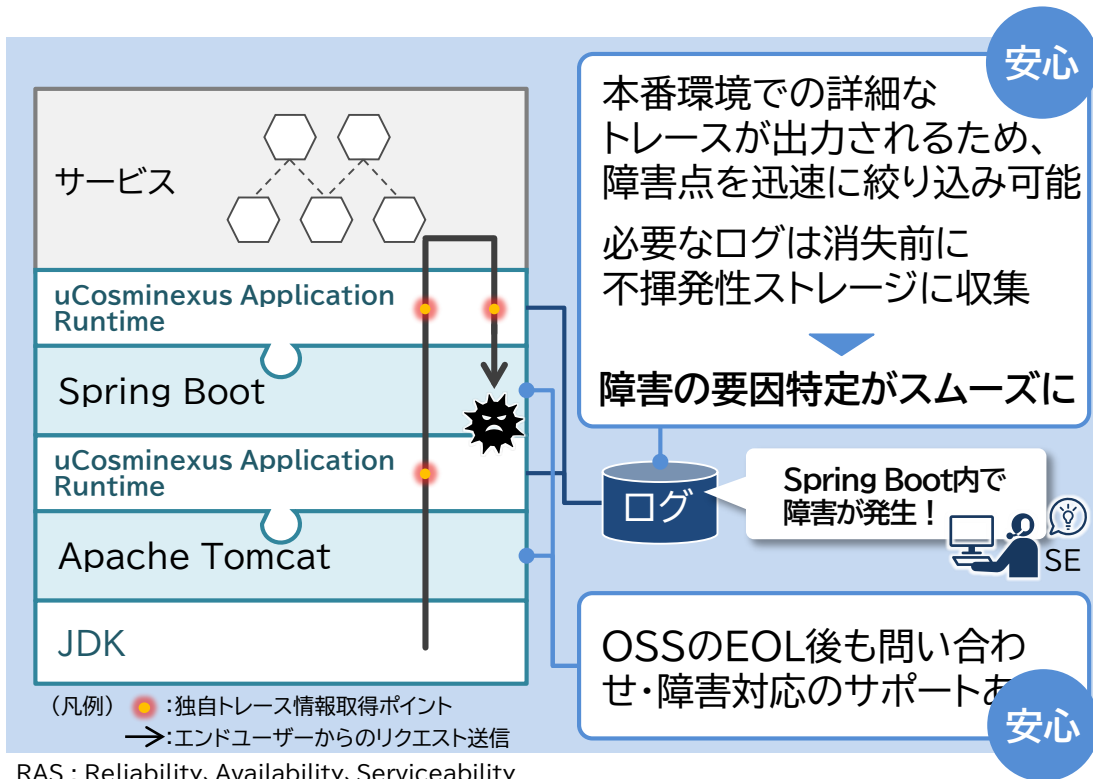 安心
本番環境での詳細な
トレースが出力されるため、
障害点を迅速に絞り込み可能
必要なログは消失前に
不揮発性ストレージに収集
障害の要因特定がスムーズに
サービス
uCosminexus Application
Runtime
Spring Boot
uCosminexus Application
Runtime
Apache Tomcat
JDK
ログ
Spring Boot内で
障害が発生！
SE
OSSのEOL後も問い合わ
せ・障害対応のサポートあ
安心
（凡例） ：独自トレース情報取得ポイント
：エンドユーザーからのリクエスト送信
RAS : Reliability、Availability、Serviceability